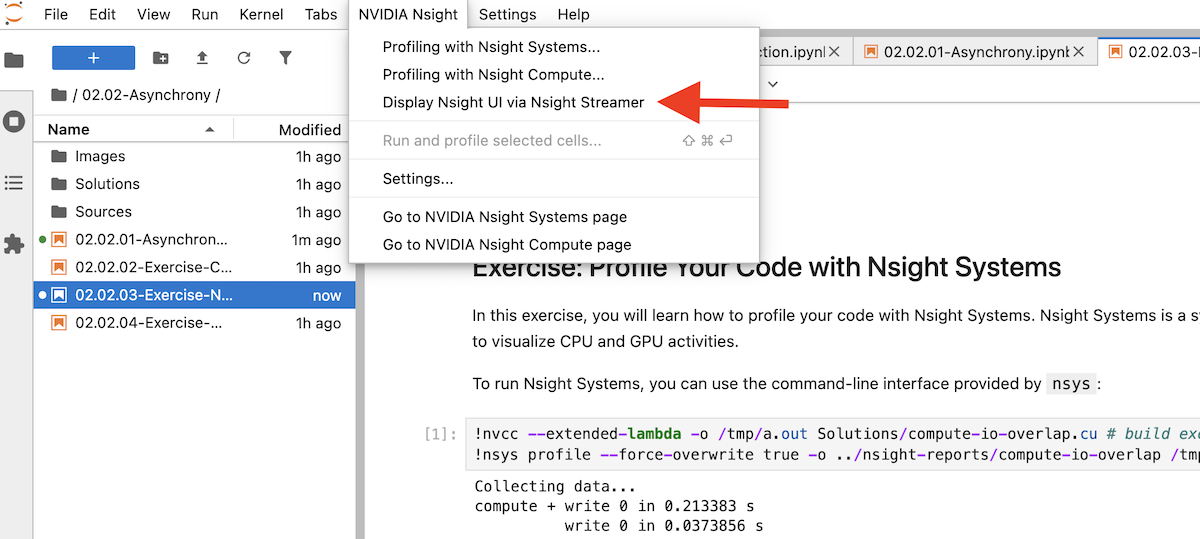 File Edit View Run Kernel Tabs NVIDIA Nsight Settings Help
Profiling with Nsight Systems...
Profiling with Nsight Compute...
Display Nsight UI via Nsight Streamer
Run and profile selected cells... ⇧ ⌘ ⏎
Settings...
Go to NVIDIA Nsight Systems page
Go to NVIDIA Nsight Compute page
ction.ipynb 02.02.01-Asynchrony.ipynb 02.02.03-
+
/ 02.02-Asynchrony /
Name Modified
Images 1h ago
Solutions 1h ago
Sources 1h ago
02.02.01-Asynchron... 1m ago
02.02.02-Exercise-C... 1h ago
02.02.03-Exercise-N... now
02.02.04-Exercise-... 1h ago
Exercise: Profile Your Code with Nsight Systems
In this exercise, you will learn how to profile your code with Nsight Systems. Nsight Systems is a s
to visualize CPU and GPU activities.
To run Nsight Systems, you can use the command-line interface provided by nsys :
[1]: !nvcc --extended-lambda -o /tmp/a.out Solutions/compute-io-overlap.cu # build exe
!nsys profile --force-overwrite true -o ../nsight-reports/compute-io-overlap /tmp
Collecting data...
compute + write 0 in 0.213383 s
write 0 in 0.0373856 s